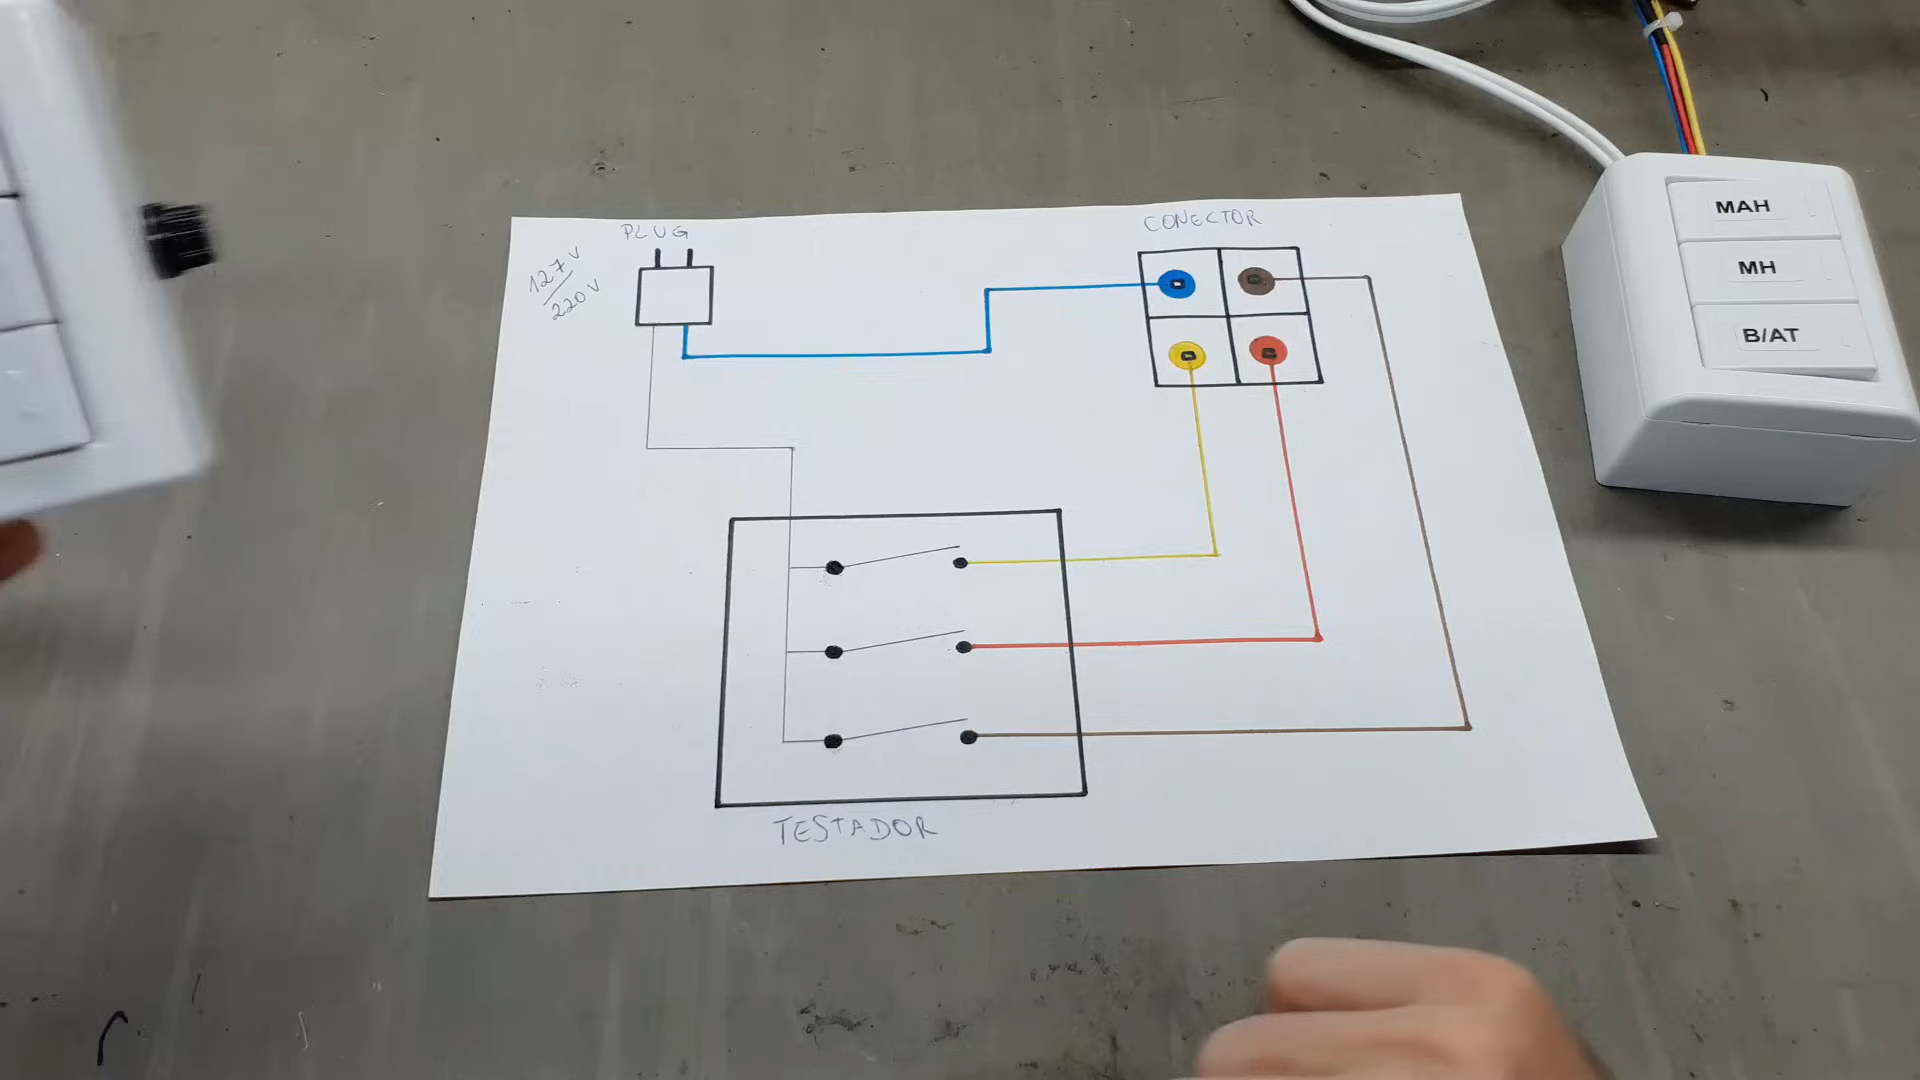 PLUG
127V
220V
CONECTOR
TESTADOR
MAH
MH
B/AT